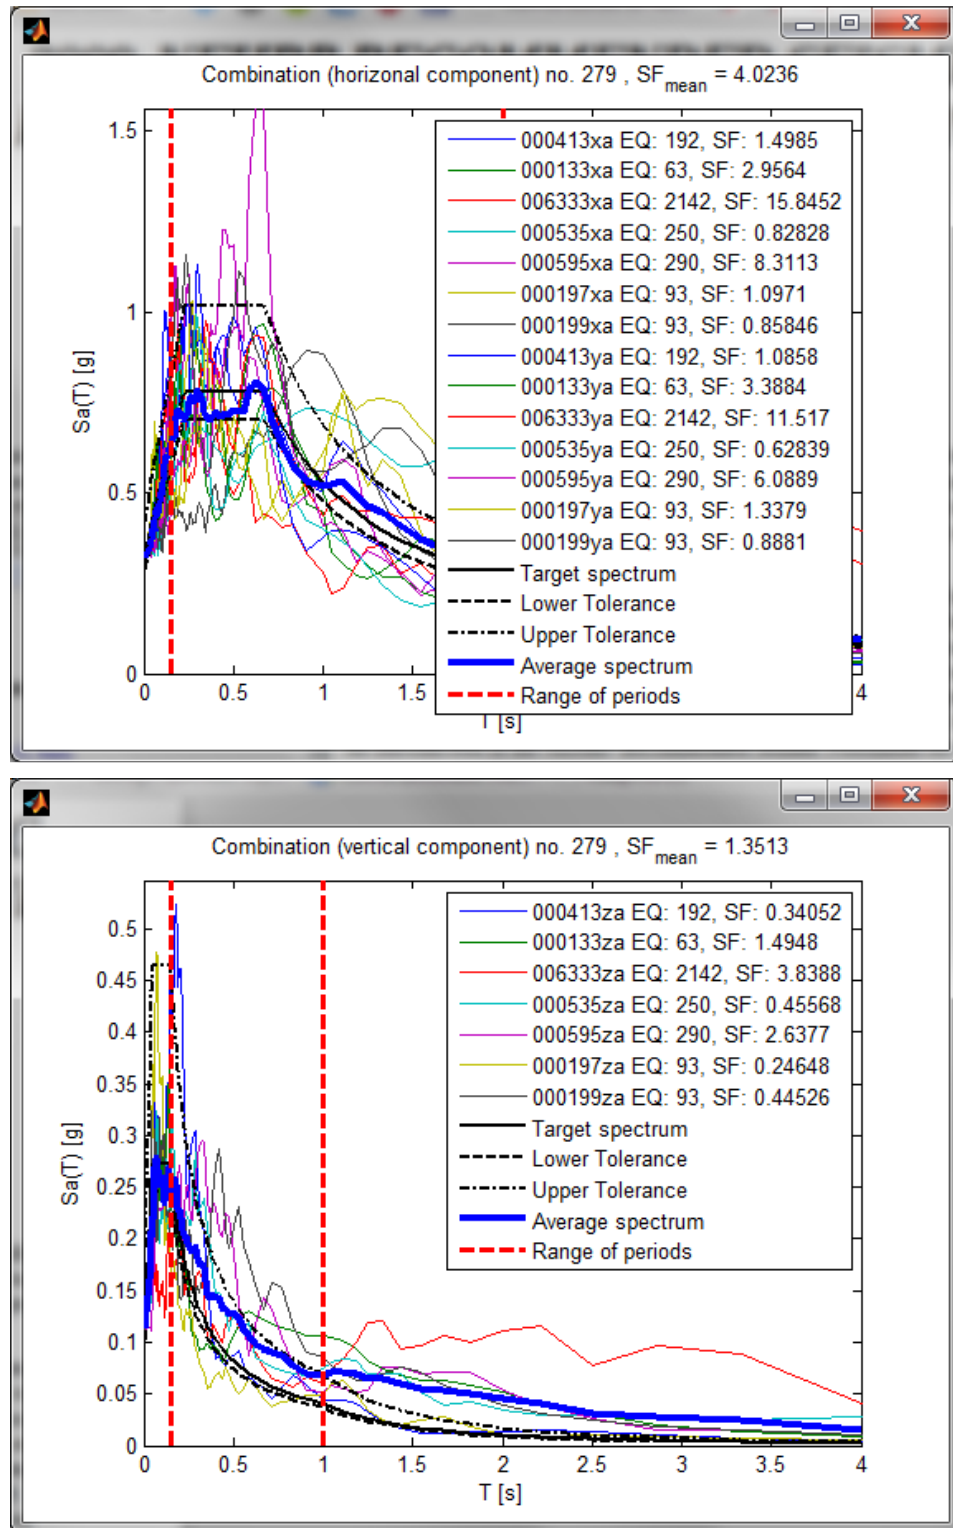 Combination (horizonal component) no. 279 , SFmean = 4.0236
1.5
1
0.5
0
Sa(T) [g]
0 0.5 1 1.5 4
T [s]
000413xa EQ: 192, SF: 1.4985
000133xa EQ: 63, SF: 2.9564
006333xa EQ: 2142, SF: 15.8452
000535xa EQ: 250, SF: 0.82828
000595xa EQ: 290, SF: 8.3113
000197xa EQ: 93, SF: 1.0971
000199xa EQ: 93, SF: 0.85846
000413ya EQ: 192, SF: 1.0858
000133ya EQ: 63, SF: 3.3884
006333ya EQ: 2142, SF: 11.517
000535ya EQ: 250, SF: 0.62839
000595ya EQ: 290, SF: 6.0889
000197ya EQ: 93, SF: 1.3379
000199ya EQ: 93, SF: 0.8881
Target spectrum
Lower Tolerance
Upper Tolerance
Average spectrum
Range of periods
Combination (vertical component) no. 279 , SFmean = 1.3513
0.5
0.45
0.4
0.35
0.3
0.25
0.2
0.15
0.1
0.05
0
Sa(T) [g]
0 0.5 1 1.5 2 2.5 3 3.5 4
T [s]
000413za EQ: 192, SF: 0.34052
000133za EQ: 63, SF: 1.4948
006333za EQ: 2142, SF: 3.8388
000535za EQ: 250, SF: 0.45568
000595za EQ: 290, SF: 2.6377
000197za EQ: 93, SF: 0.24648
000199za EQ: 93, SF: 0.44526
Target spectrum
Lower Tolerance
Upper Tolerance
Average spectrum
Range of periods